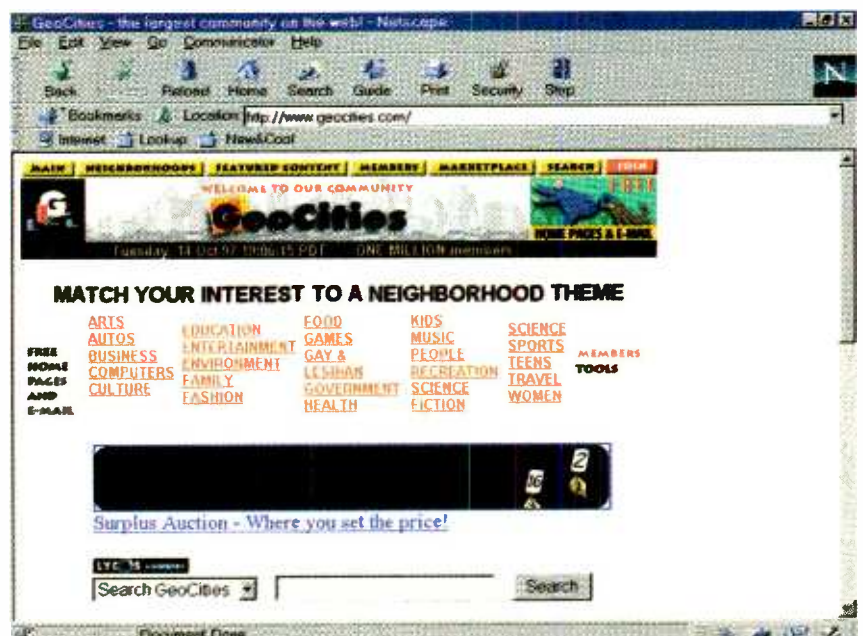 GeoCities - the largest community on the web! - Netscape
File Edit View Go Communicator Help
Back Reload Home Search Guide Print Security Stop
N
Bookmarks Location http://www.geocities.com/
Internet Lookup New&Cool
MAIN NEIGHBORHOODS FEATURED CONTENT MEMBERS MARKETPLACE SEARCH
WELCOME TO OUR COMMUNITY
FREE
G
GeoCities
HOME PAGES & E-MAIL
Tuesday, 14 Oct 97 PDT ONE MILLION members
MATCH YOUR INTEREST TO A NEIGHBORHOOD THEME
FREE
HOME
PAGES
AND
E-MAIL
ARTS
AUTOS
BUSINESS
COMPUTERS
CULTURE
EDUCATION
ENTERTAINMENT
ENVIRONMENT
FAMILY
FASHION
FOOD
GAMES
GAY &
LESBIAN
GOVERNMENT
HEALTH
KIDS
MUSIC
PEOPLE
RECREATION
SCIENCE
FICTION
SCIENCE
SPORTS
TEENS
TRAVEL
WOMEN
MEMBERS
TOOLS
2
16
Surplus Auction - Where you set the price!
LYCOS
Search GeoCities Search
Document Done